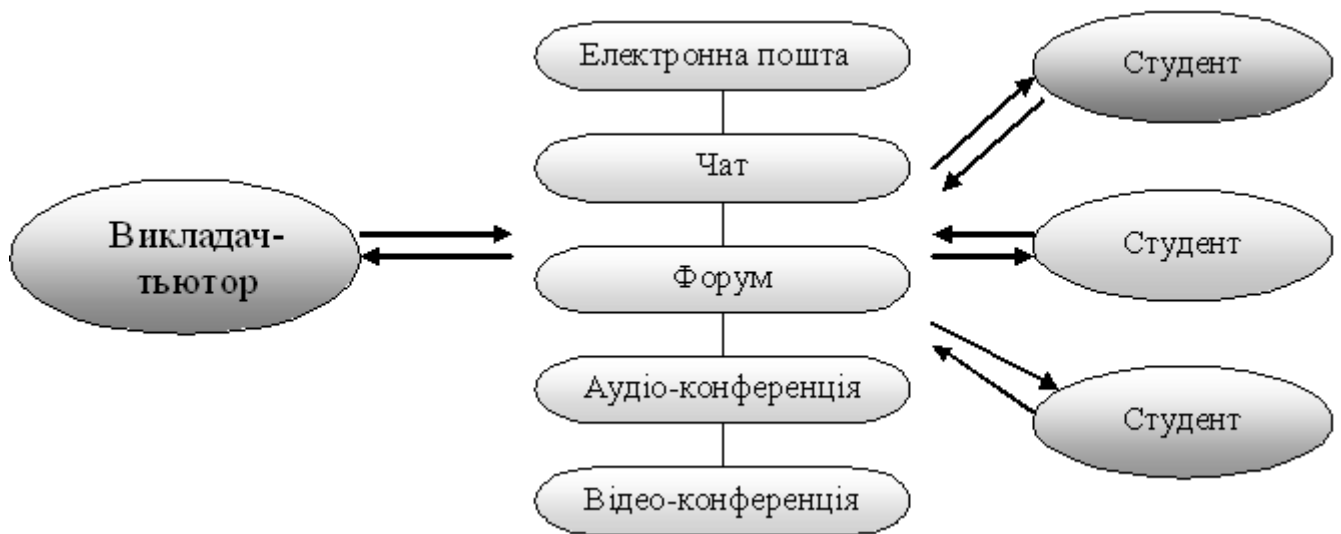 Викладач-
тьютор
Електронна пошта
Чат
Форум
Аудіо-конференція
Відео-конференція
Студент
Студент
Студент